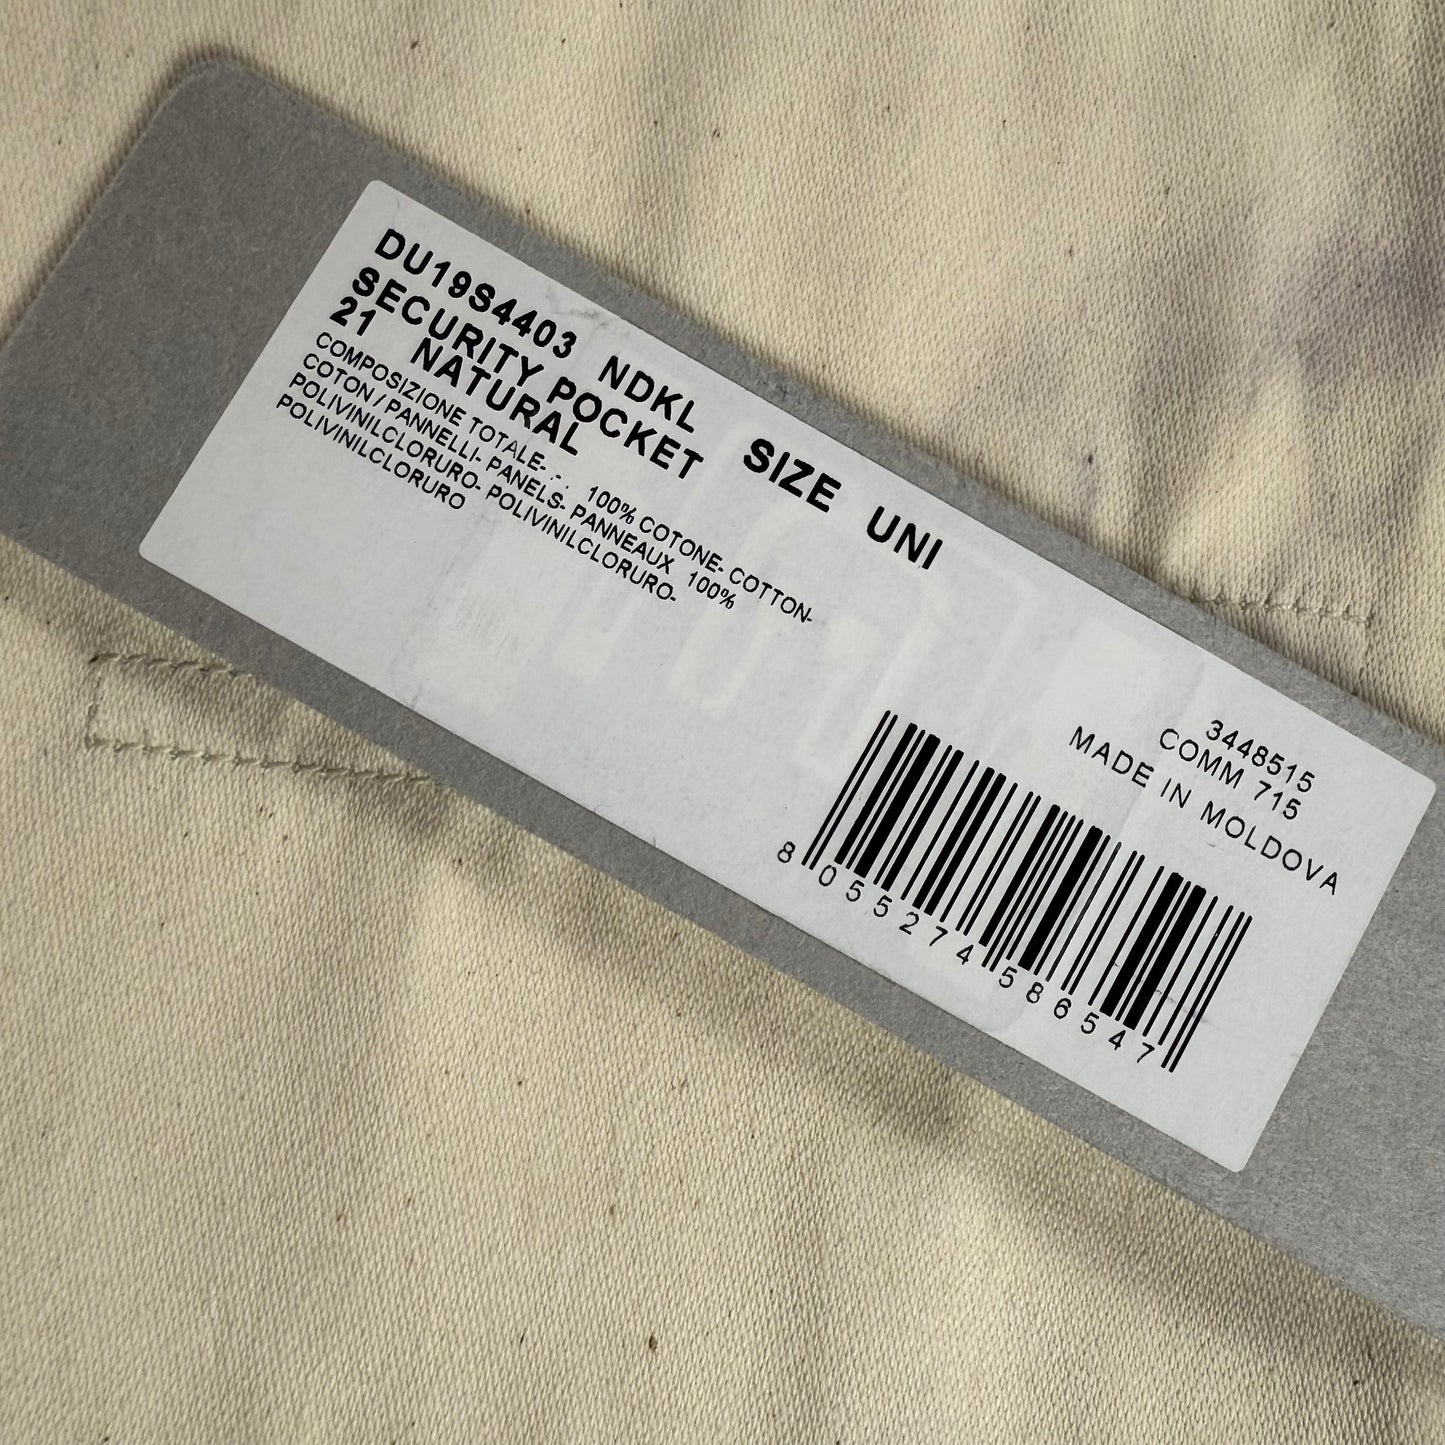 DU19S4403 NDKL SIZE UNI
SECURITY POCKET
21 NATURAL
COMPOSIZIONE TOTALE- . . 100% COTONE- COTTON-
COTON / PANNELLI- PANELS- PANNEAUX 100%
POLIVINILCLORURO- POLIVINILCLORURO-
POLIVINILCLORURO
3448515
COMM 715
MADE IN MOLDOVA
8 055274 586547